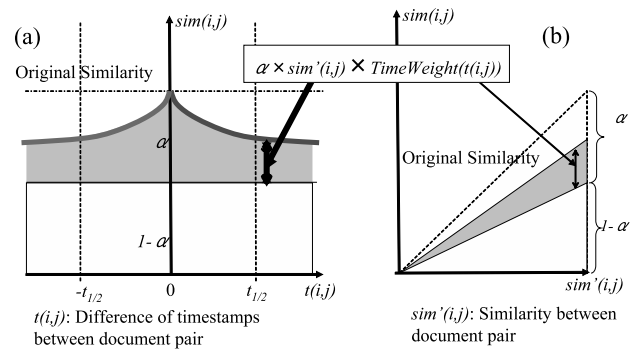 sim(i,j)
(a)
Original Similarity
α × sim'(i,j) × TimeWeight(t(i,j))
α
1- α
-t1/2
0
t1/2
t(i,j)
t(i,j): Difference of timestamps
between document pair
sim(i,j)
(b)
α
Original Similarity
1- α
sim'(i,j)
sim'(i,j): Similarity between
document pair